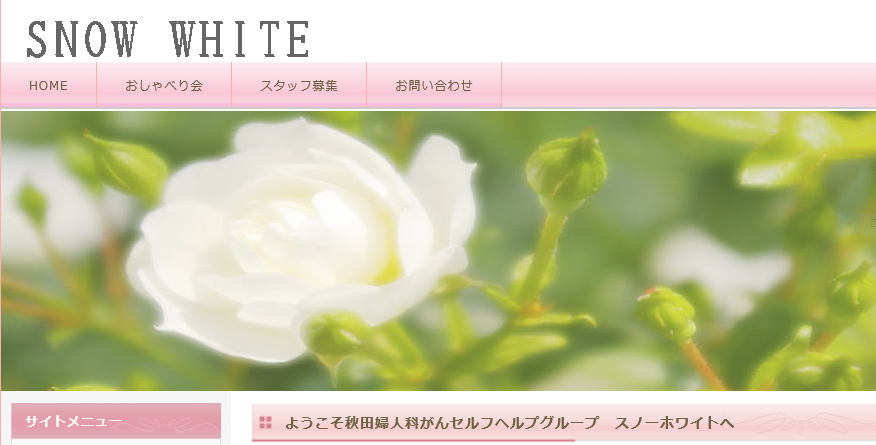 SNOW WHITE
HOME
おしゃべり会
スタッフ募集
お問い合わせ
サイトメニュー
ようこそ秋田婦人科がんセルフヘルプグループ　スノーホワイトへ